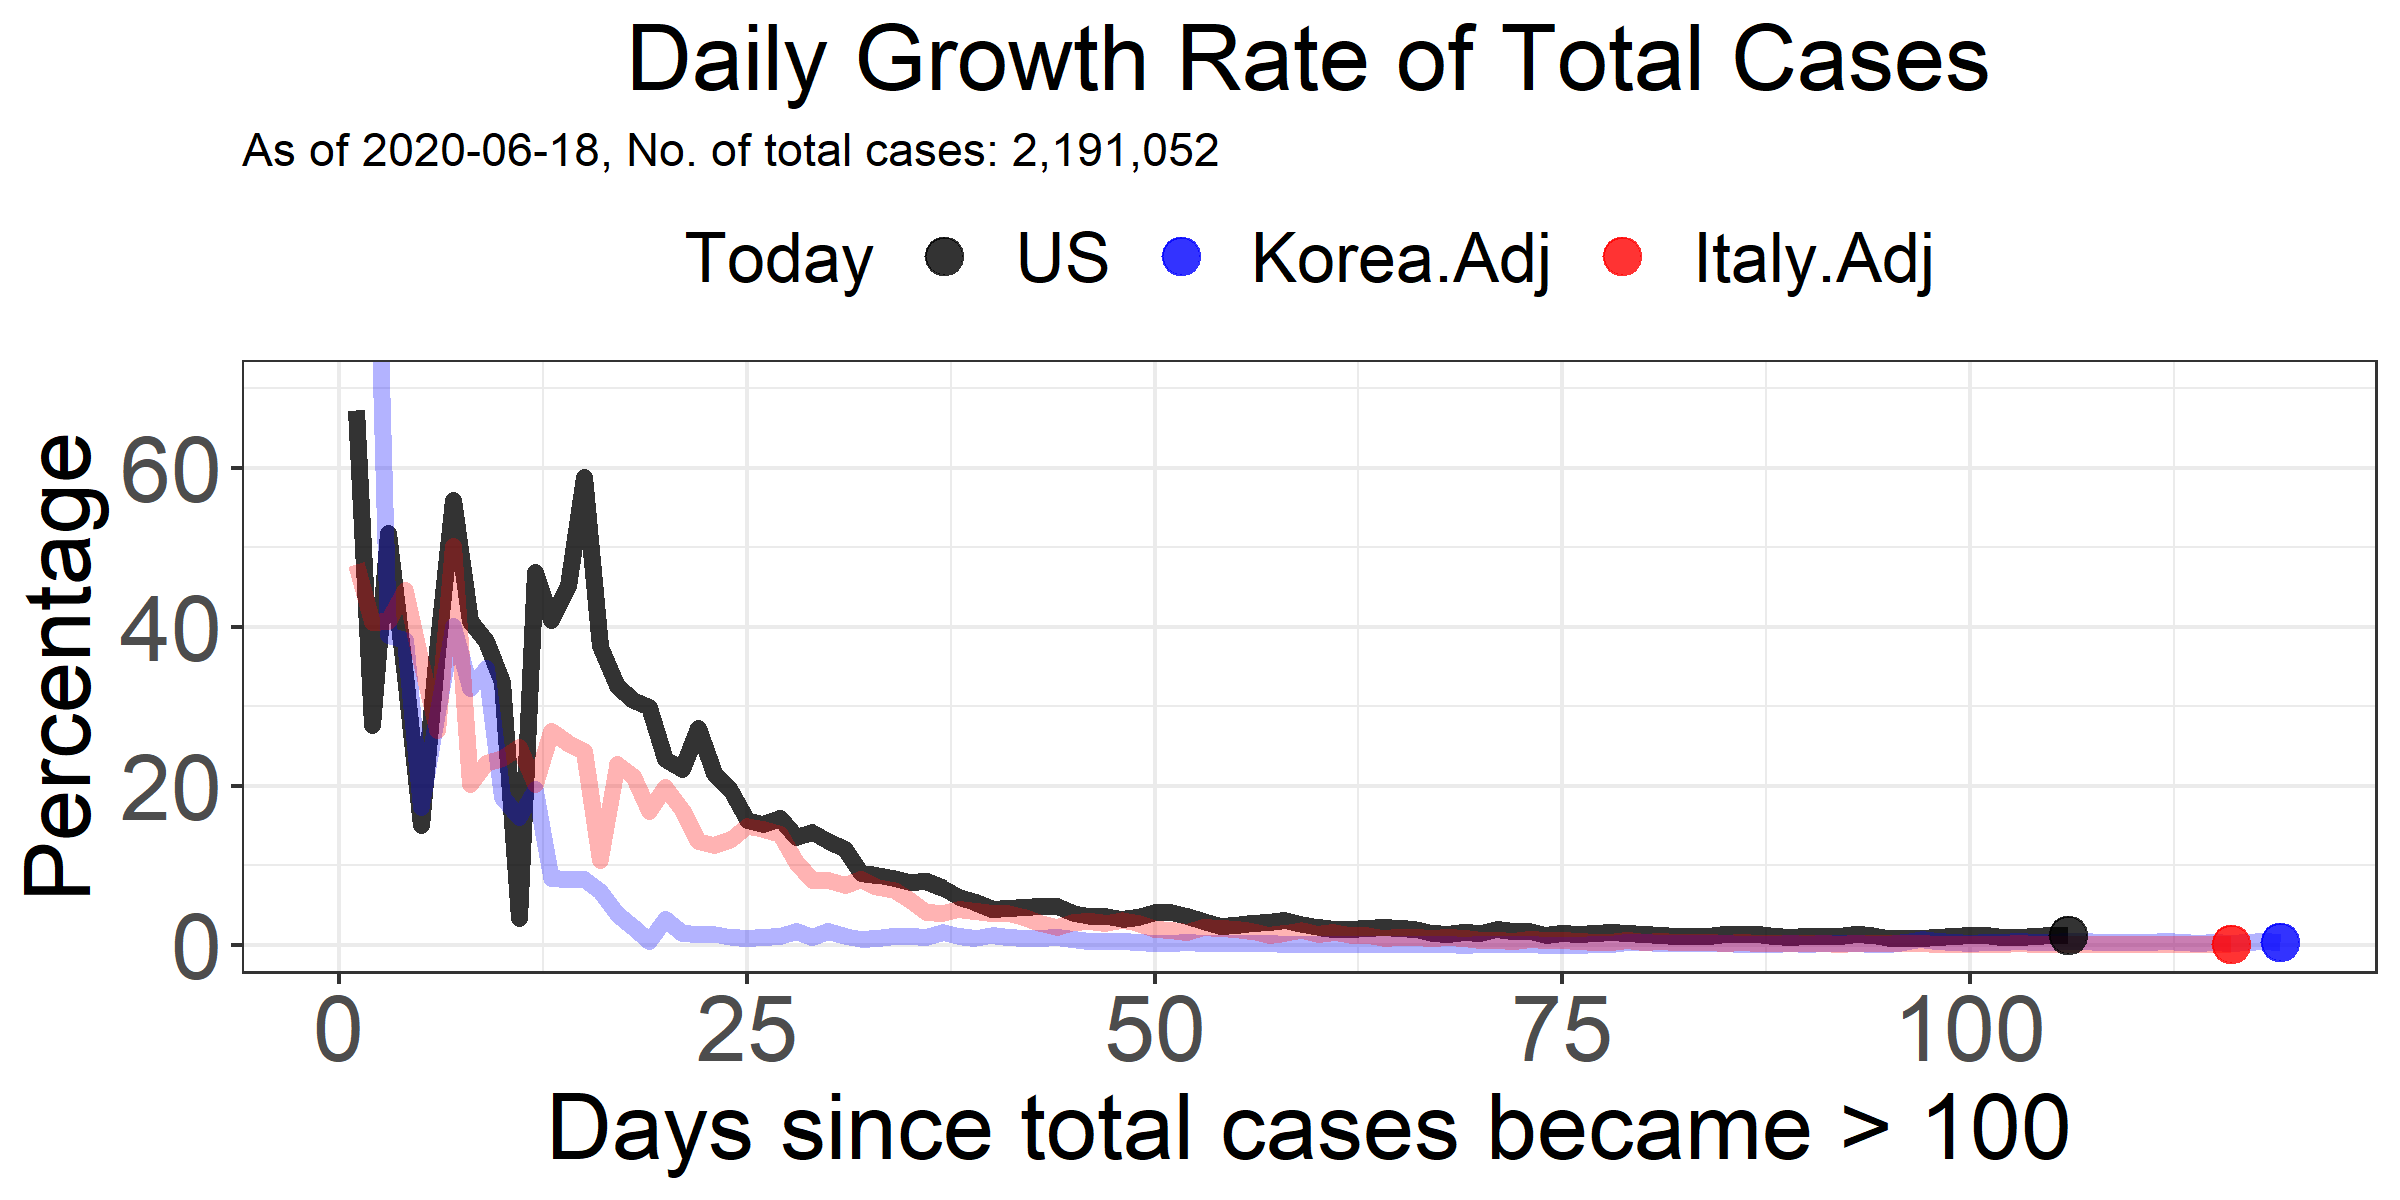 Daily Growth Rate of Total Cases
As of 2020-06-18, No. of total cases: 2,191,052
Today US Korea.Adj Italy.Adj
Percentage
60
40
20
0
0 25 50 75 100
Days since total cases became > 100